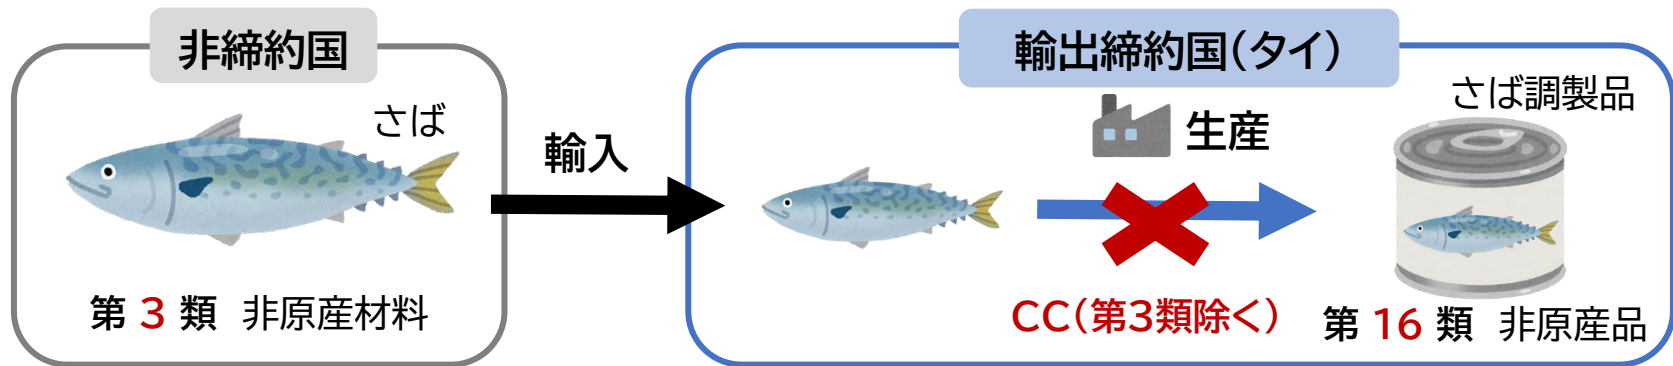 非締約国
さば
第 3 類 非原産材料
輸入
輸出締約国(タイ)
生産
CC(第3類除く)
さば調製品
第 16 類 非原産品